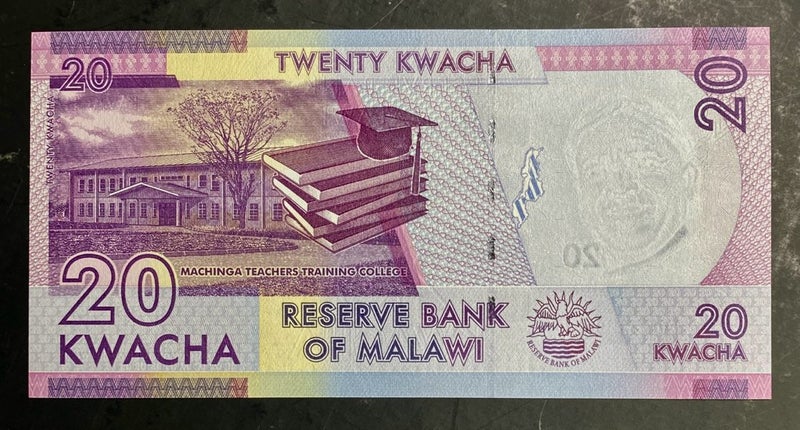 20
TWENTY KWACHA
20
TWENTY KWACHA
MACHINGA TEACHERS TRAINING COLLEGE
20
20
KWACHA
RESERVE BANK
OF MALAWI
RESERVE BANK OF MALAWI
20
KWACHA